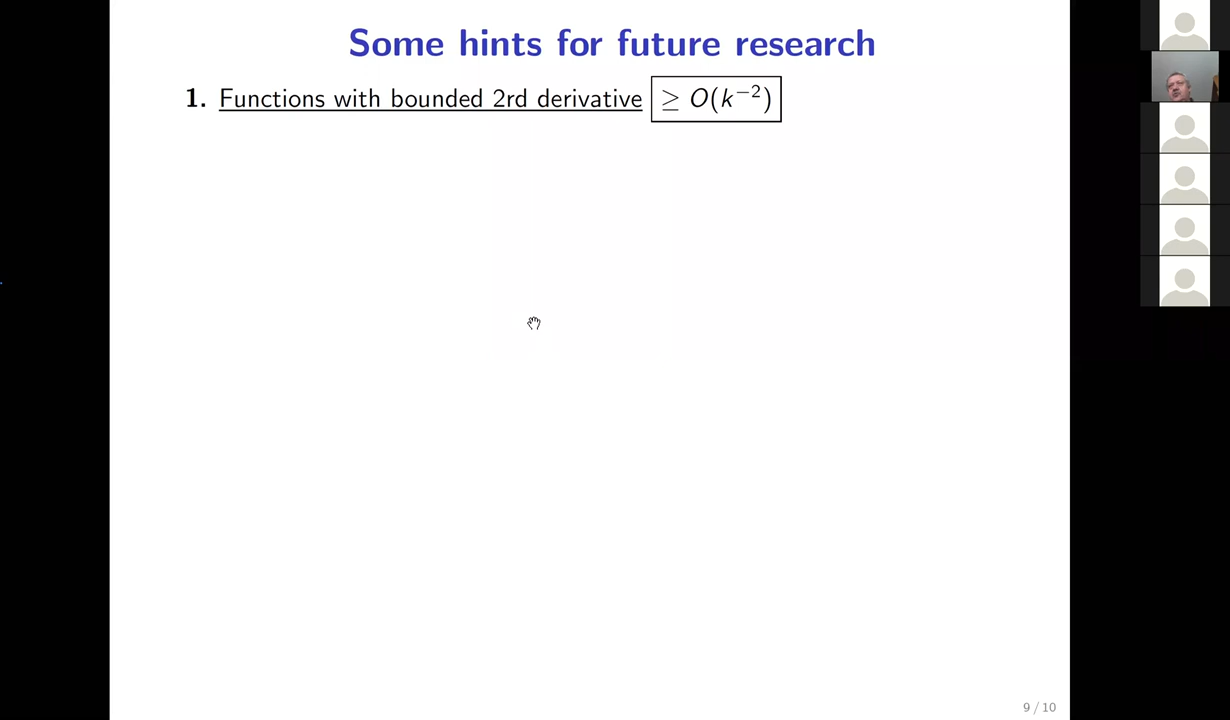 Some hints for future research
1. Functions with bounded 2rd derivative ≥ O(k⁻²)
9 / 10